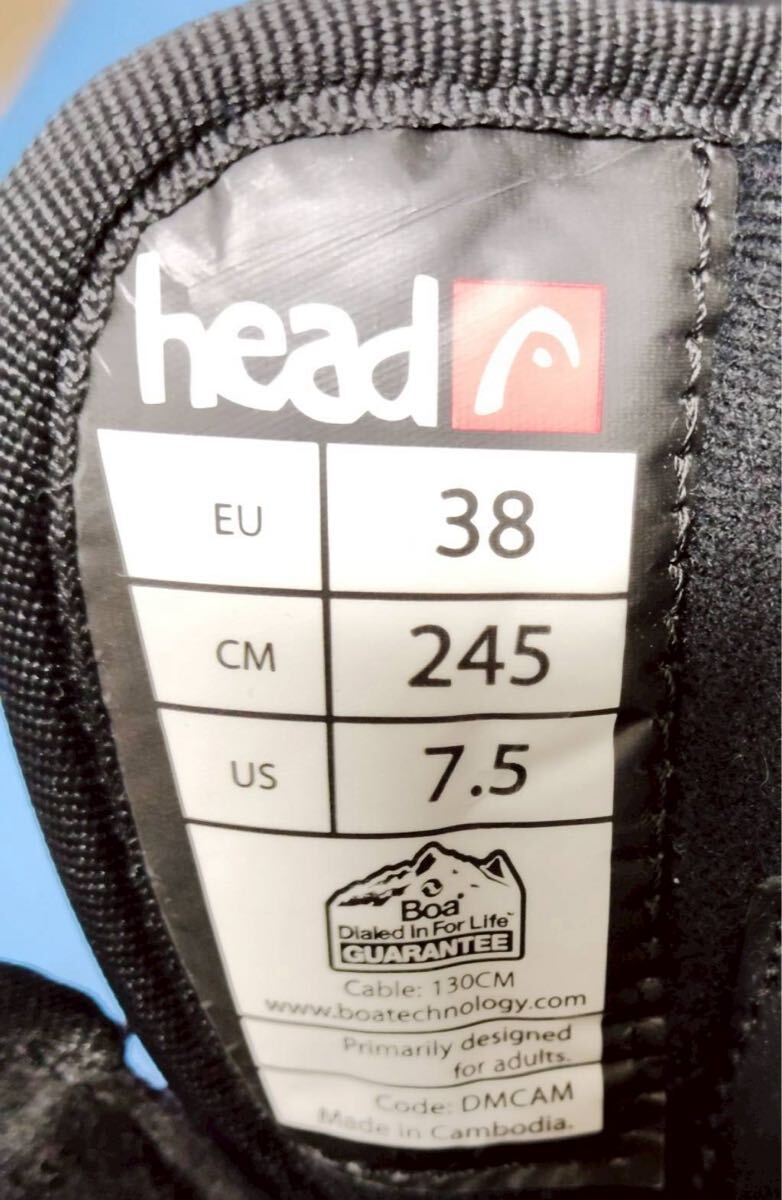 head
EU 38
CM 245
US 7.5
Boa
Dialed In For Life™
GUARANTEE
Cable: 130CM
www.boatechnology.com
Primarily designed
for adults.
Code: DMCAM
Made in Cambodia.